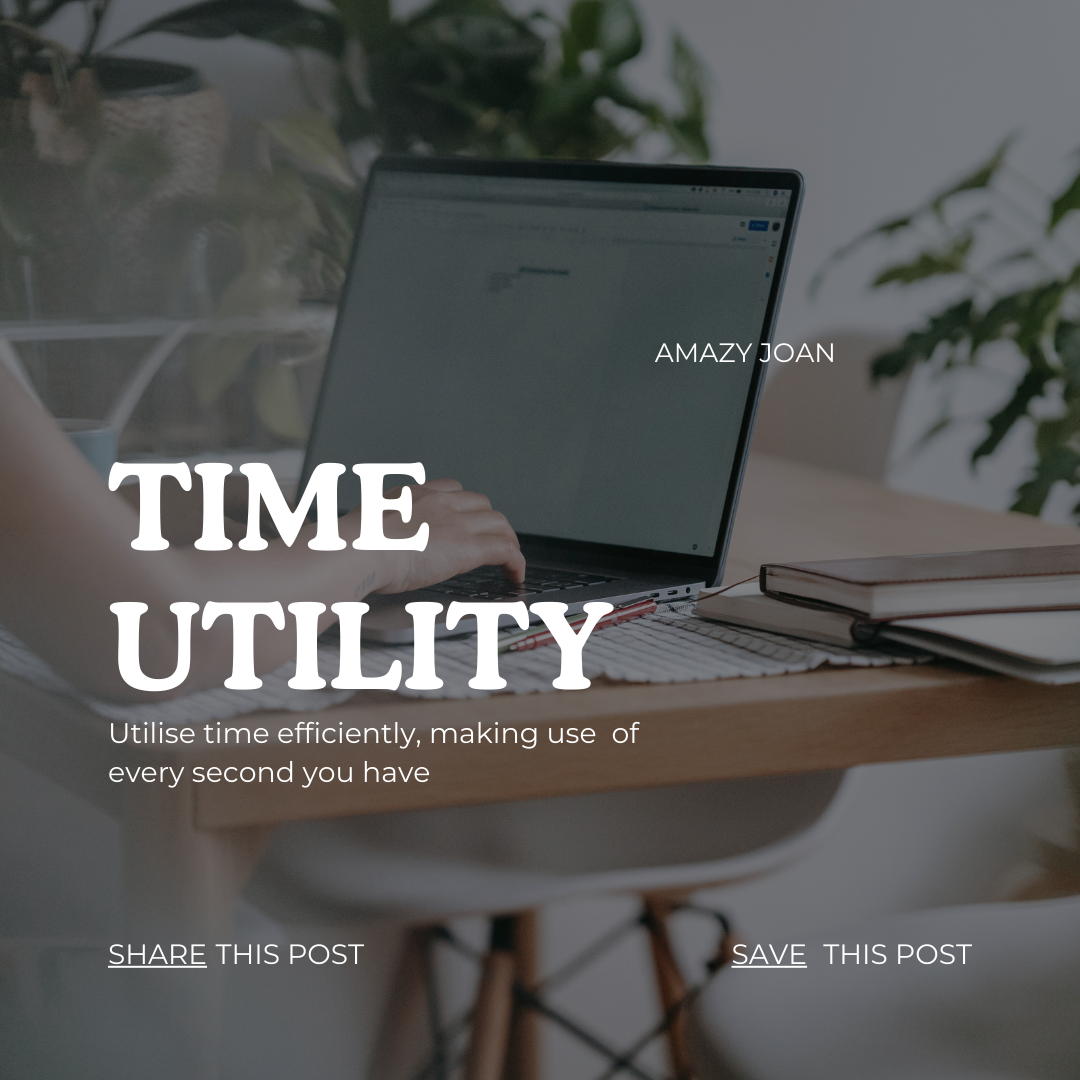 AMAZY JOAN
TIME
UTILITY
Utilise time efficiently, making use  of
every second you have
SHARE THIS POST
SAVE  THIS POST